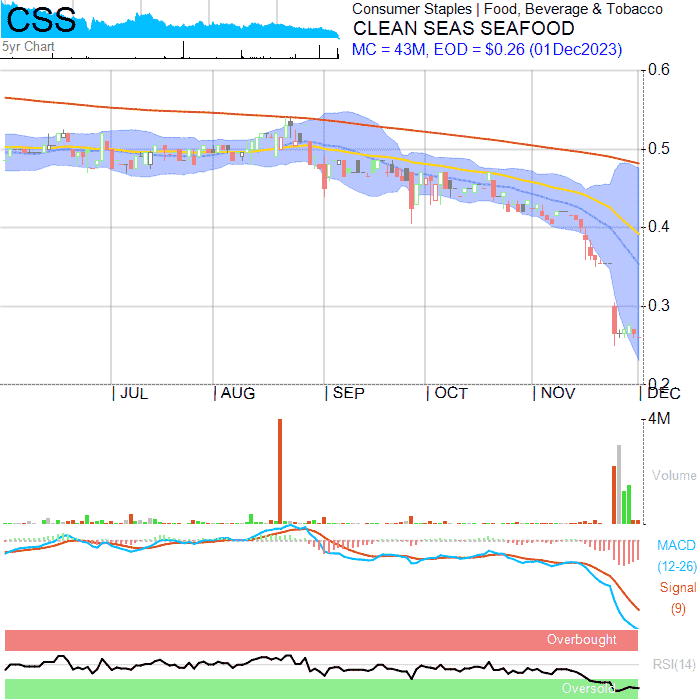 CSS
5yr Chart
Consumer Staples | Food, Beverage & Tobacco
CLEAN SEAS SEAFOOD
MC = 43M, EOD = $0.26 (01Dec2023)
0.6
0.5
0.4
0.3
0.2
JUL AUG SEP OCT NOV DEC
4M
Volume
MACD
(12-26)
Signal
(9)
Overbought
RSI(14)
Oversold